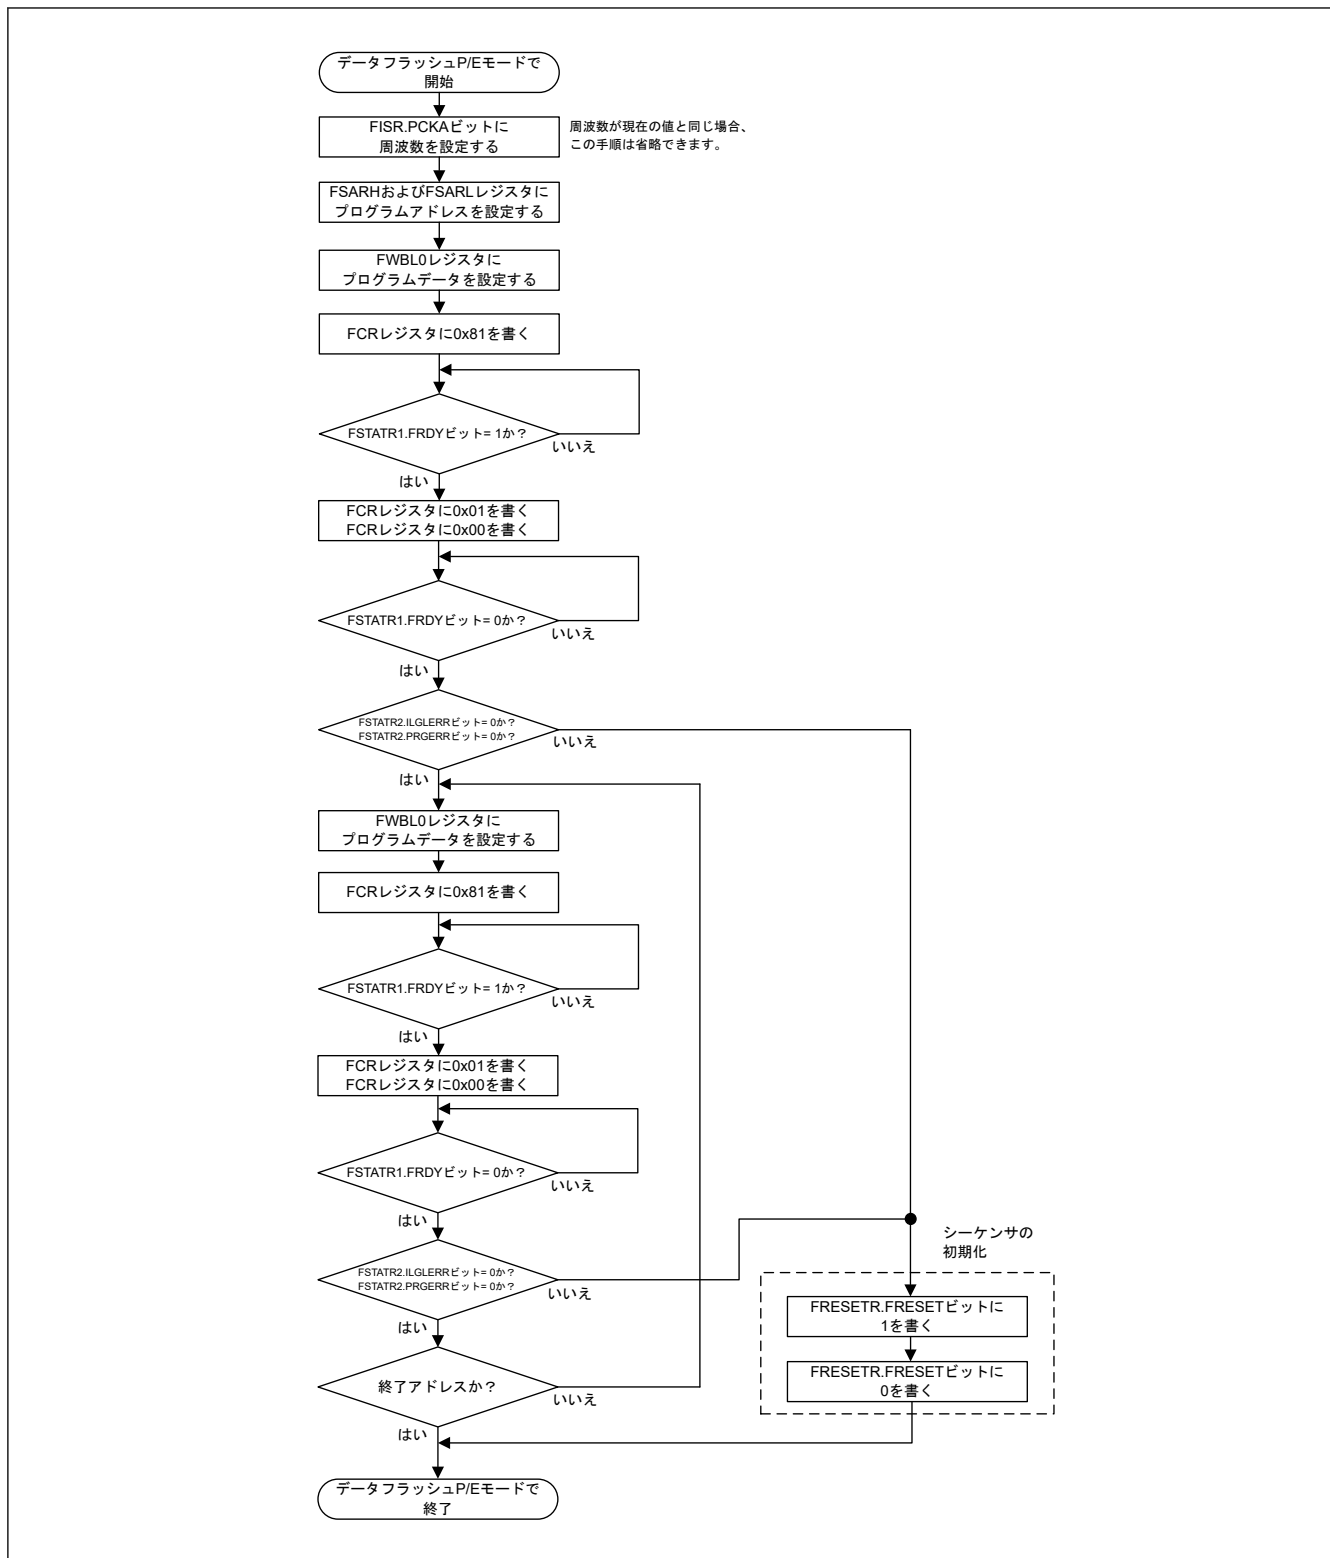 データフラッシュP/Eモードで
開始
FISR.PCKAビットに
周波数を設定する
周波数が現在の値と同じ場合、
この手順は省略できます。
FSARHおよびFSARLレジスタに
プログラムアドレスを設定する
FWBL0レジスタに
プログラムデータを設定する
FCRレジスタに0x81を書く
FSTATR1.FRDYビット= 1か？
いいえ
はい
FCRレジスタに0x01を書く
FCRレジスタに0x00を書く
FSTATR1.FRDYビット= 0か？
いいえ
はい
FSTATR2.ILGLERRビット= 0か？
FSTATR2.PRGERRビット= 0か？
いいえ
はい
FWBL0レジスタに
プログラムデータを設定する
FCRレジスタに0x81を書く
FSTATR1.FRDYビット= 1か？
いいえ
はい
FCRレジスタに0x01を書く
FCRレジスタに0x00を書く
FSTATR1.FRDYビット= 0か？
いいえ
はい
FSTATR2.ILGLERRビット= 0か？
FSTATR2.PRGERRビット= 0か？
いいえ
はい
シーケンサの
初期化
FRESETR.FRESETビットに
1を書く
FRESETR.FRESETビットに
0を書く
終了アドレスか？
いいえ
はい
データフラッシュP/Eモードで
終了